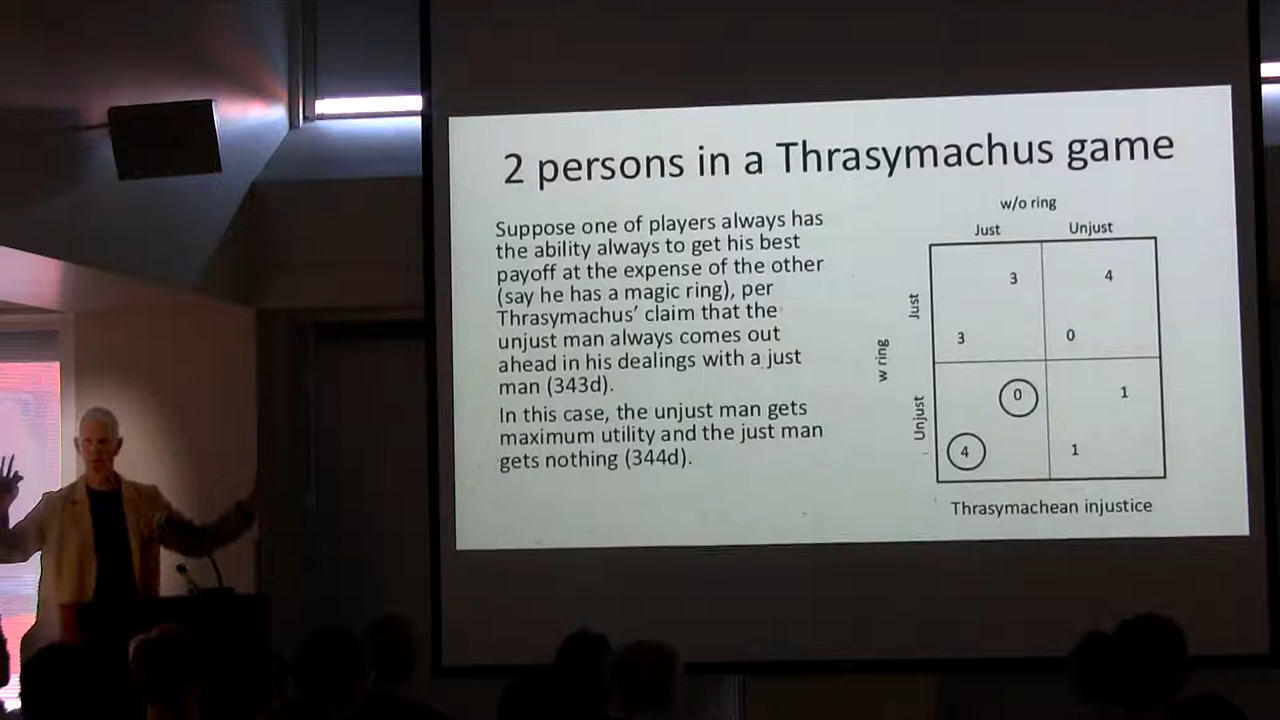 2 persons in a Thrasymachus game
Suppose one of players always has
the ability always to get his best
payoff at the expense of the other
(say he has a magic ring), per
Thrasymachus' claim that the
unjust man always comes out
ahead in his dealings with a just
man (343d).
In this case, the unjust man gets
maximum utility and the just man
gets nothing (344d).
w/o ring
Just Unjust
w ring
Just
3 4
3 0
Unjust
0 1
4 1
Thrasymachean injustice